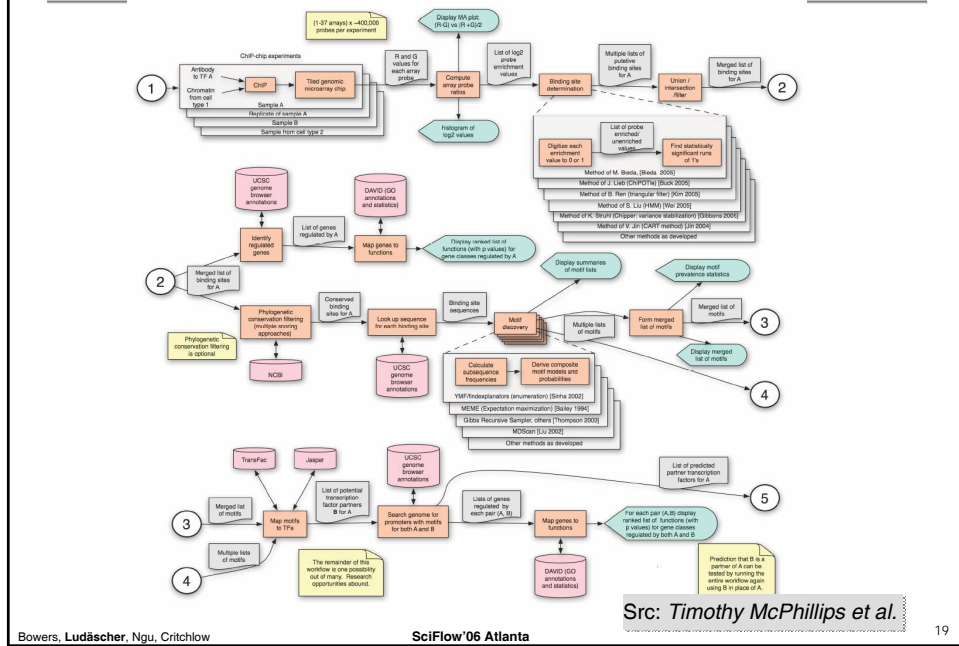 (1-37 arrays) x ~400,000
probes per experiment
Display MA plot.
(R-G) vs (R +G)/2
ChIP-chip experiments
Antibody
to TF A
Chromatin
from cell
type 1
ChIP
Tiled genomic
microarray chip
Sample A
Replicate of sample A
Sample B
Sample from cell type 2
1
R and G
values for
each array
probe
Compute
array probe
ratios
histogram of
log2 values
List of log2
probe
enrichment
values
Binding site
determination
Multiple lists of
putative
binding sites
for A
Union /
intersection
/filter
Merged list of
binding sites
for A
2
Digitize each
enrichment
value to 0 or 1
List of probe
enriched/
unenriched
values
Find statistically
significant runs
of 1's
Method of M. Bieda, [Bieda 2005]
Method of J. Lieb (ChiPOTle) [Buck 2005]
Method of B. Ren (triangular filter) [Kim 2005]
Method of S. Liu (HMM) [Wei 2005]
Method of K. Struhl (Chipper: variance stabilization) [Gibbons 2005]
Method of V. Jin (CART method) [Jin 2004]
Other methods as developed
UCSC
genome
browser
annotations
DAVID (GO
annotations
and statistics)
Identify
regulated
genes
List of genes
regulated by A
Map genes to
functions
Display ranked list of
functions (with p values) for
gene classes regulated by A
2
Merged list of
binding sites
for A
Phylogenetic
conservation filtering
is optional
Phylogenetic
conservation filtering
(multiple scoring
approaches)
NCBI
Conserved
binding
sites for A
Look up sequence
for each binding site
UCSC
genome
browser
annotations
Binding site
sequences
Motif
discovery
Display summaries
of motif lists
Multiple lists
of motifs
Form merged
list of motifs
Display motif
prevalence statistics
Merged list of
motifs
3
Display merged
list of motifs
4
Calculate
subsequence
frequencies
Derive composite
motif models and
probabilities
YMF/findexplanators (enumeration) [Sinha 2002]
MEME (Expectation maximization) [Bailey 1994]
Gibbs Recursive Sampler, others [Thompson 2003]
MDScan [Liu 2002]
Other methods as developed
TransFac
Jaspar
3
Merged list
of motifs
4
Multiple lists
of motifs
Map motifs
to TFs
List of potential
transcription
factor partners
B for A
UCSC
genome
browser
annotations
Search genome for
promoters with motifs
for both A and B
Lists of genes
regulated by
each pair (A, B)
Map genes to
functions
DAVID (GO
annotations
and statistics)
List of predicted
partner transcription
factors for A
5
For each pair (A,B) display
ranked list of functions (with
p values) for gene classes
regulated by both A and B
The remainder of this
workflow is one possibility
out of many. Research
opportunities abound.
Prediction that B is a
partner of A can be
tested by running the
entire workflow again
using B in place of A.
Src: Timothy McPhillips et al.
Bowers, Ludäscher, Ngu, Critchlow
SciFlow'06 Atlanta
19